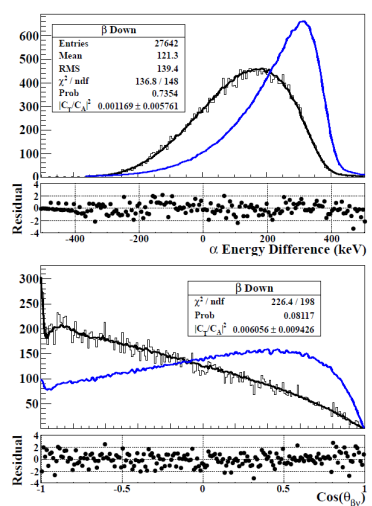 β Down
Entries 27642
Mean 121.3
RMS 139.4
χ² / ndf 136.8 / 148
Prob 0.7354
|C_T/C_A|² 0.001169 ± 0.005761
600
500
400
300
200
100
0
Residual
4
2
0
-2
-4
-400 -200 0 200 400
α Energy Difference (keV)
β Down
χ² / ndf 226.4 / 198
Prob 0.08117
|C_T/C_A|² 0.006056 ± 0.009426
300
250
200
150
100
50
Residual
4
2
0
-2
-4
-1 -0.5 0 0.5 1
Cos(θ_βν)